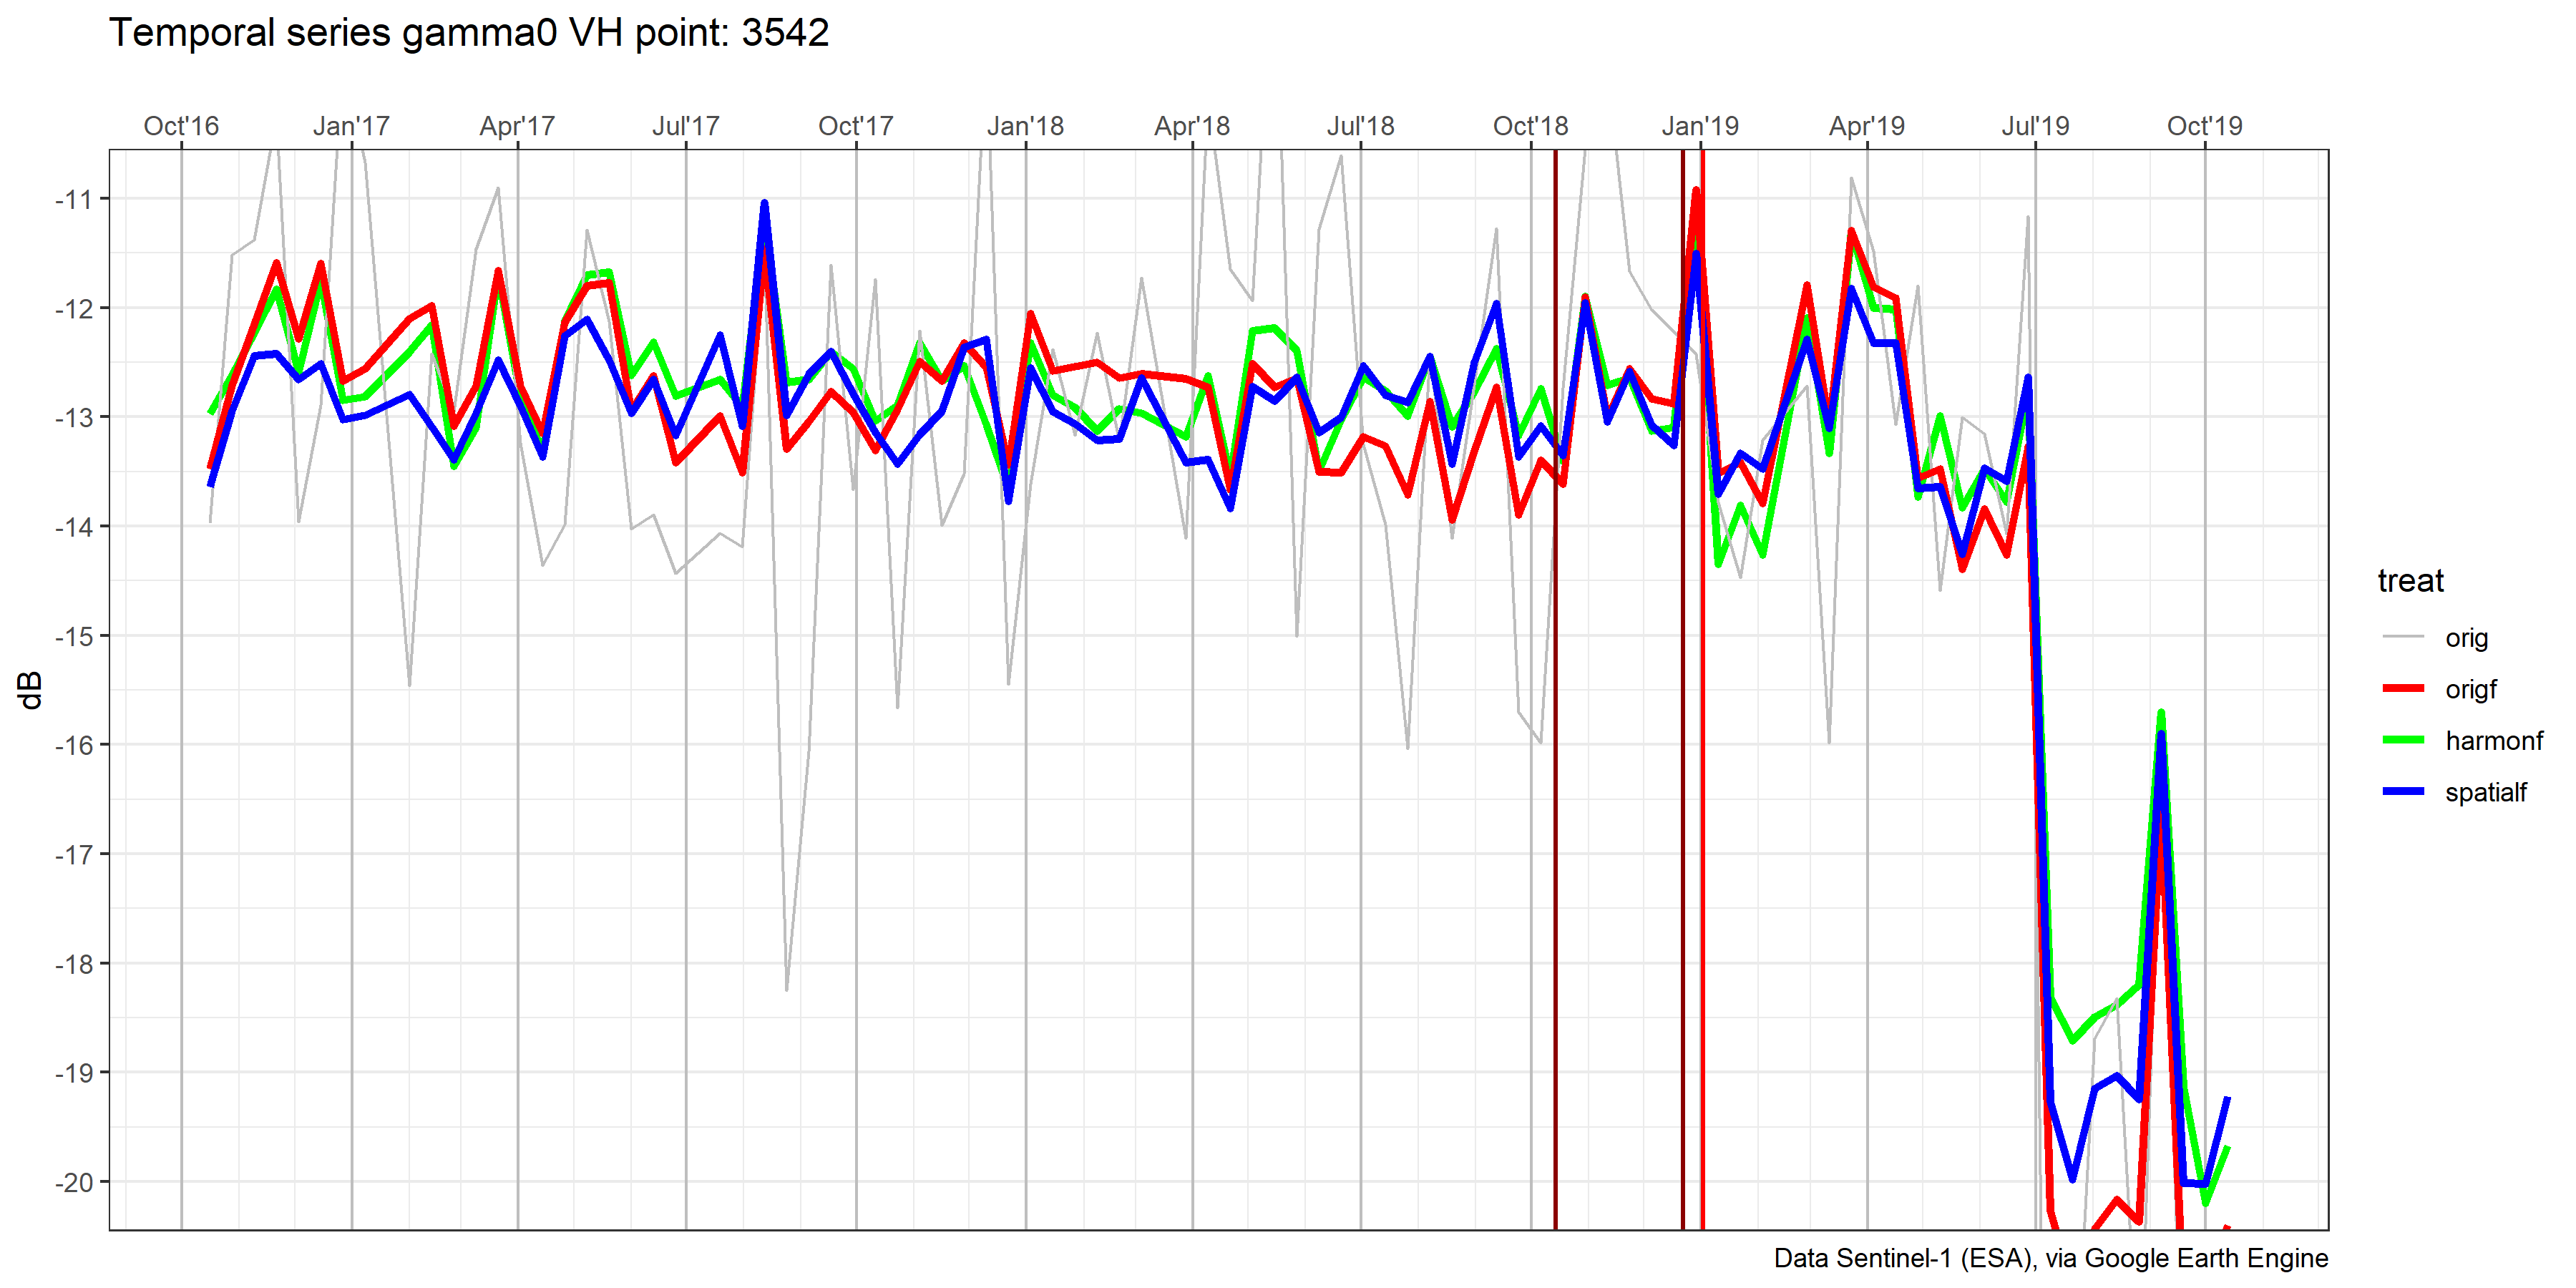 Temporal series gamma0 VH point: 3542
Oct'16 Jan'17 Apr'17 Jul'17 Oct'17 Jan'18 Apr'18 Jul'18 Oct'18 Jan'19 Apr'19 Jul'19 Oct'19
-11
-12
-13
-14
-15
-16
-17
-18
-19
-20
dB
treat
orig
origf
harmonf
spatialf
Data Sentinel-1 (ESA), via Google Earth Engine